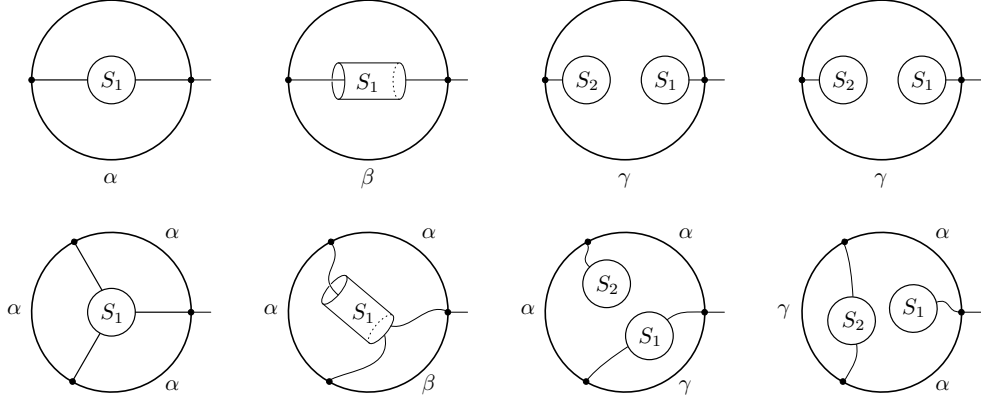 S₁ S₁ S₂ S₁ S₂ S₁
α β γ γ
α α α α
α S₁ α S₁ α S₂ S₁ γ S₂ S₁
α β γ α